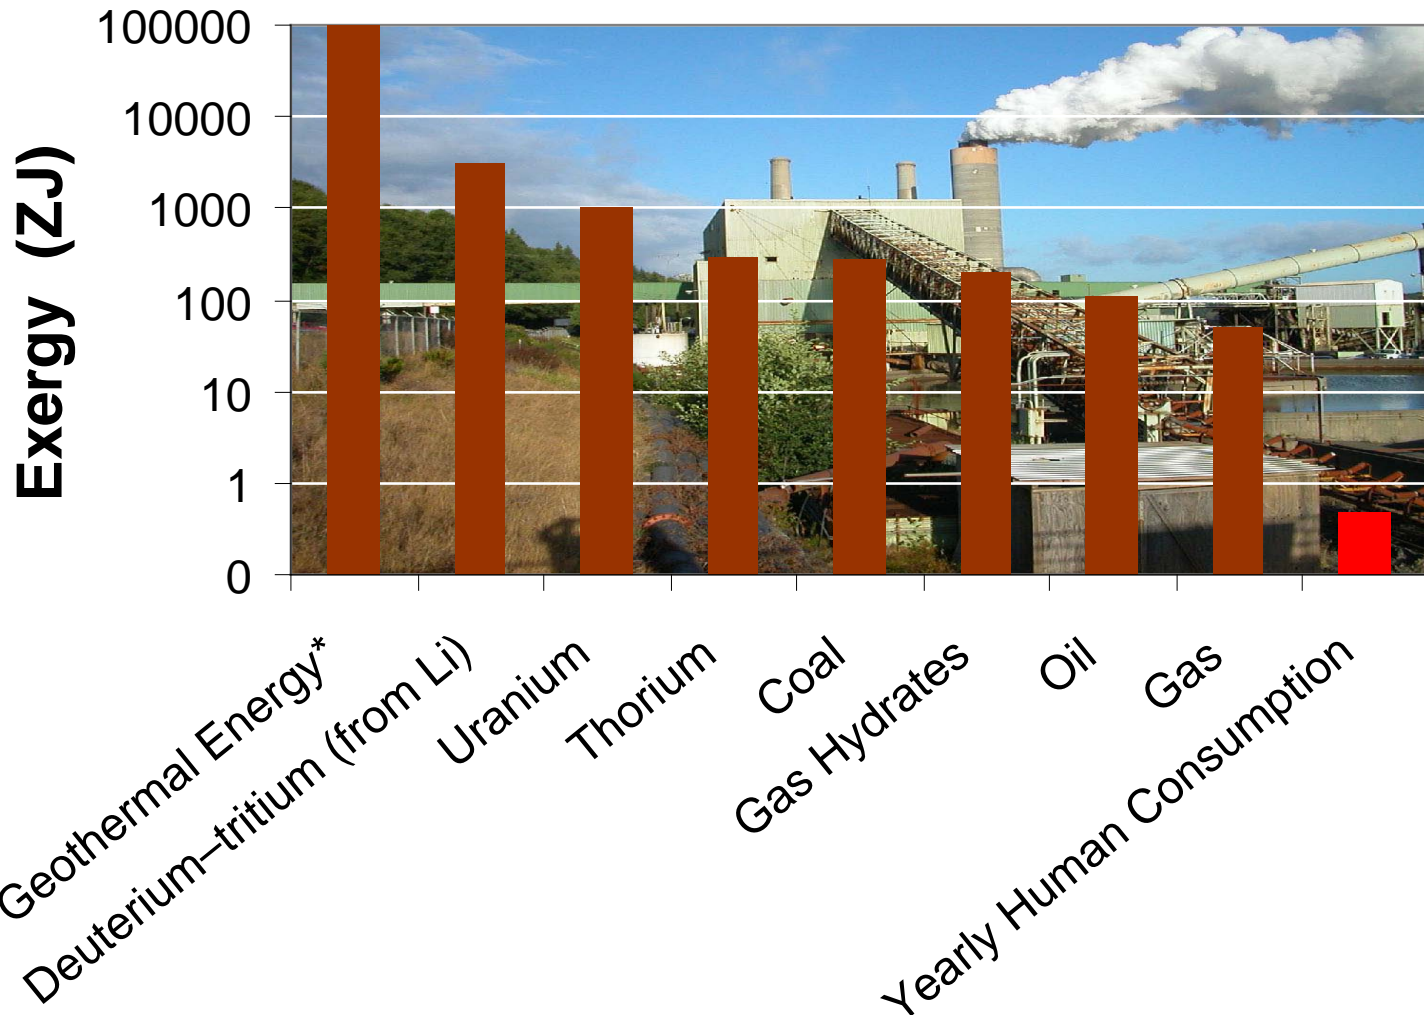 100000
10000
1000
100
10
1
0
Exergy (ZJ)
Geothermal Energy*
Deuterium–tritium (from Li)
Uranium
Thorium
Coal
Gas Hydrates
Oil
Gas
Yearly Human Consumption